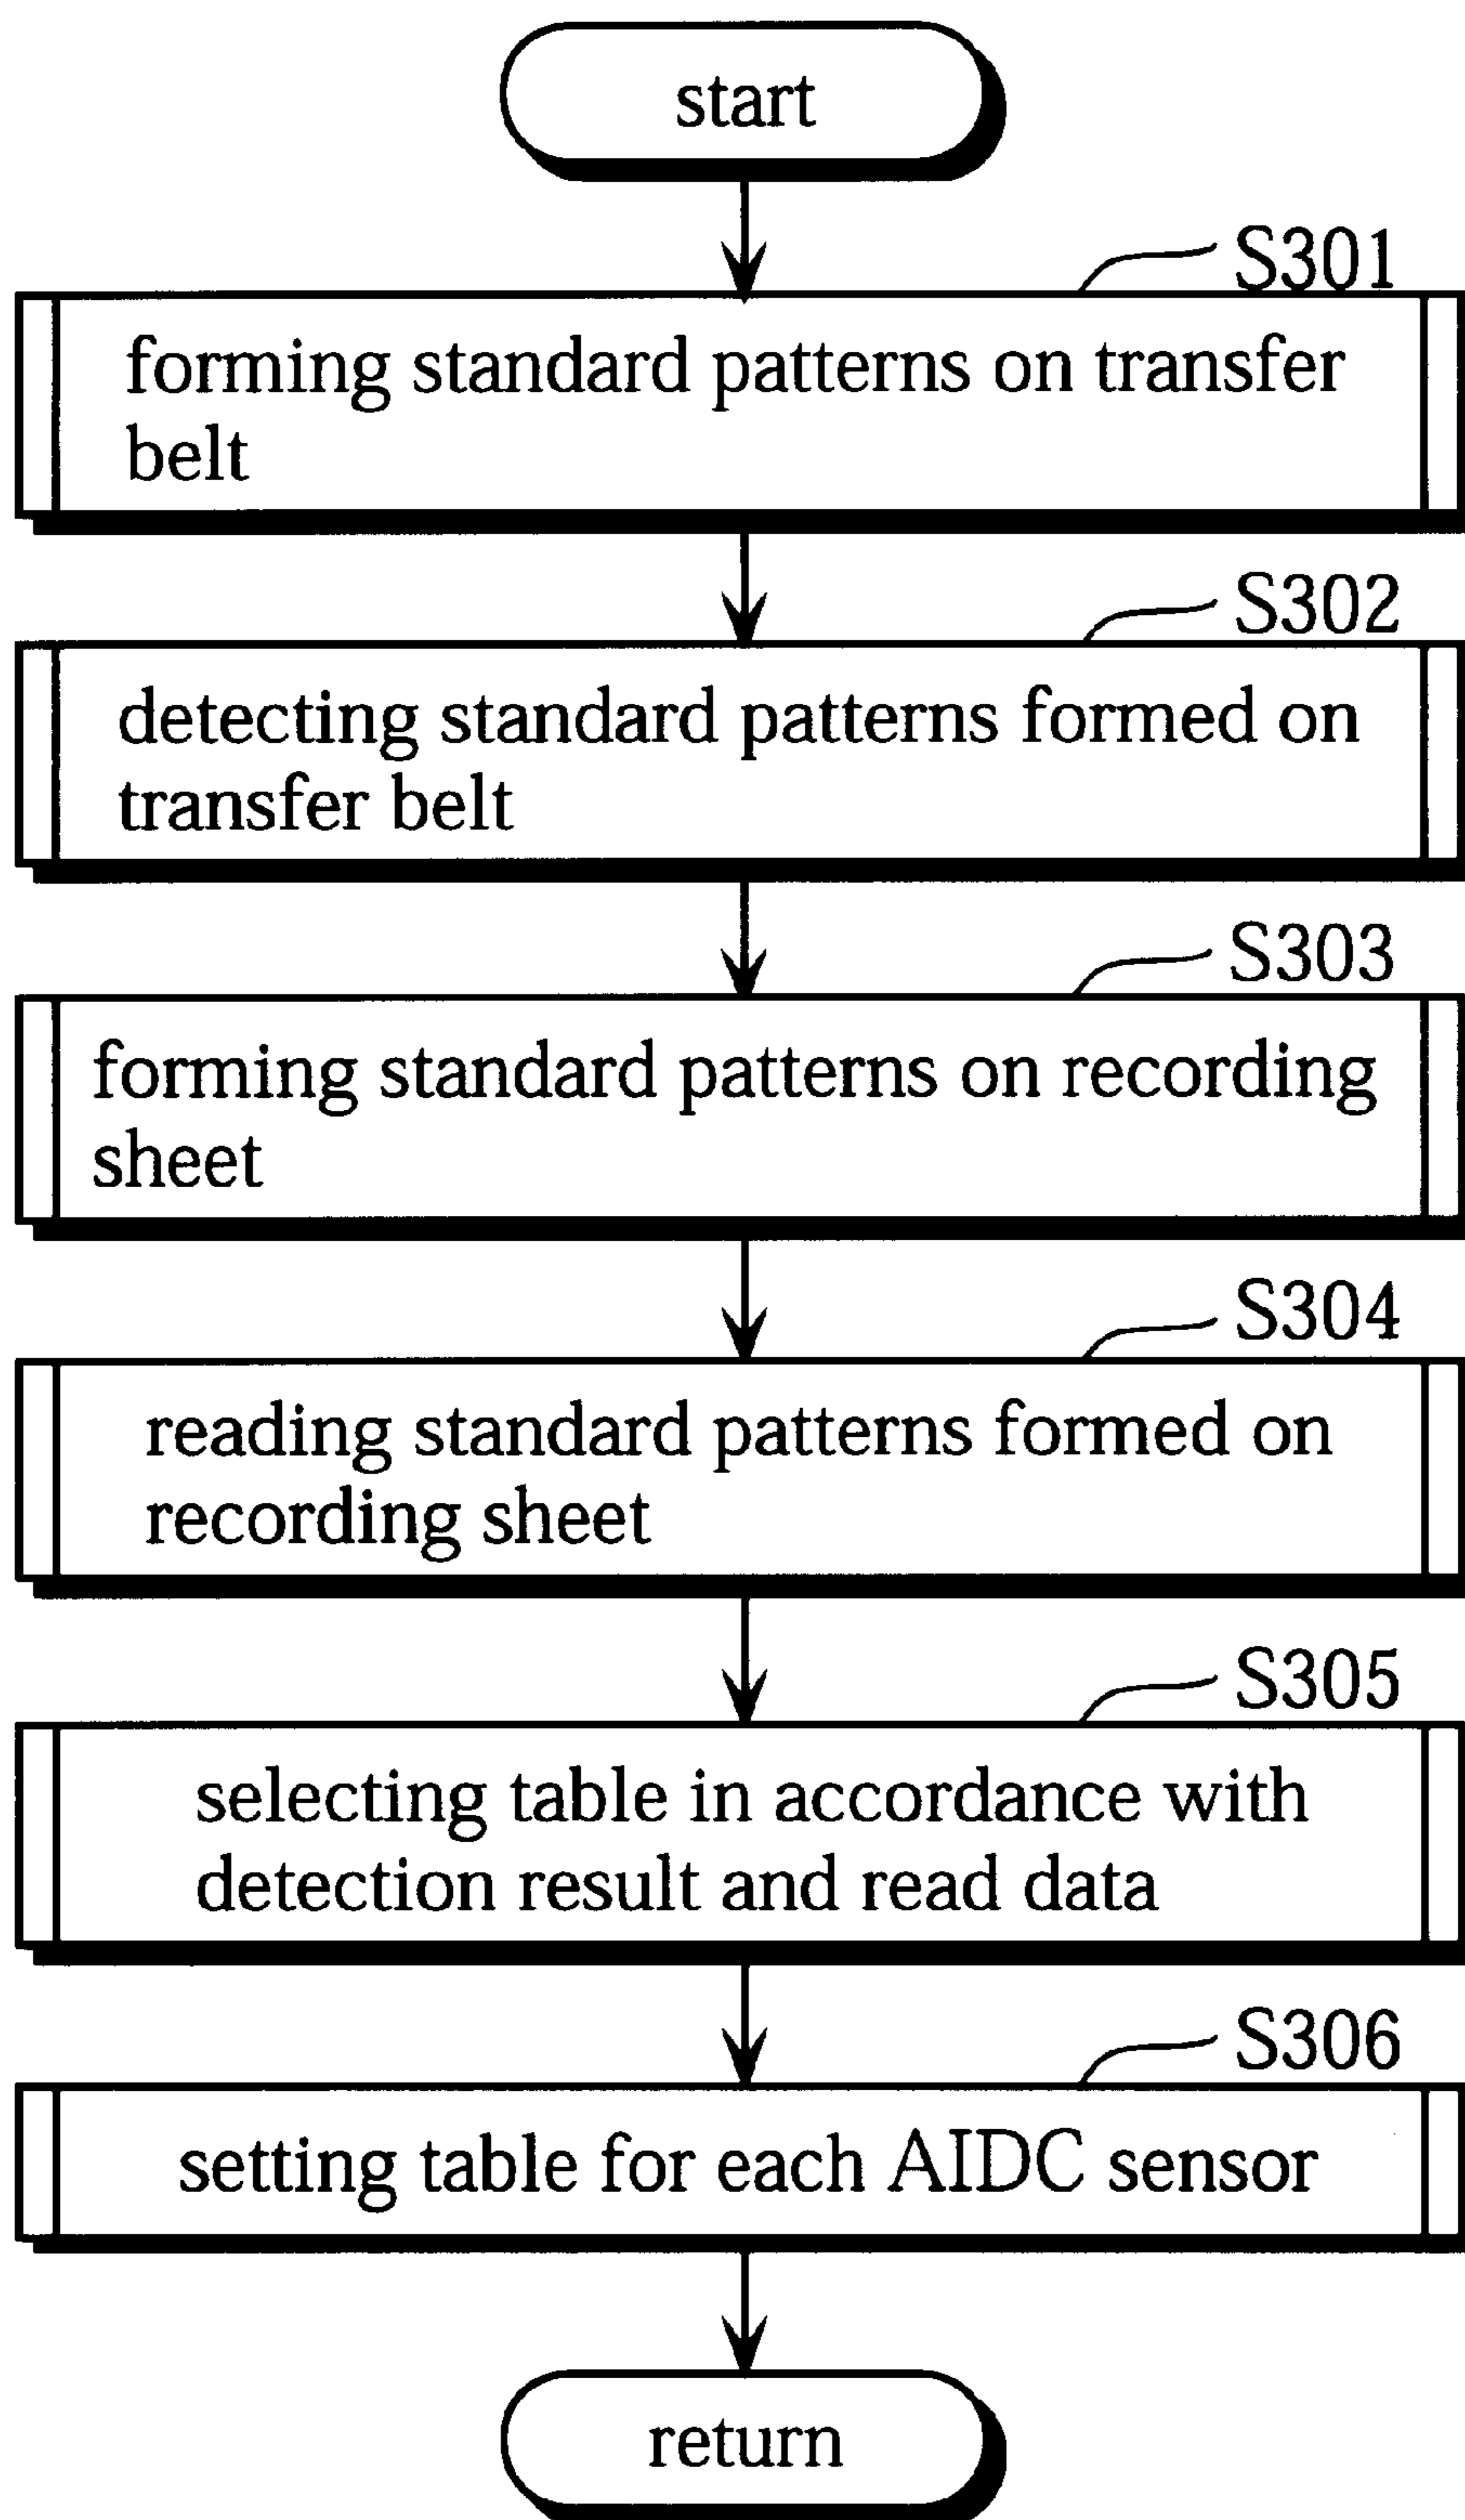 start
S301
forming standard patterns on transfer
belt
S302
detecting standard patterns formed on
transfer belt
S303
forming standard patterns on recording
sheet
S304
reading standard patterns formed on
recording sheet
S305
selecting table in accordance with
detection result and read data
S306
setting table for each AIDC sensor
return